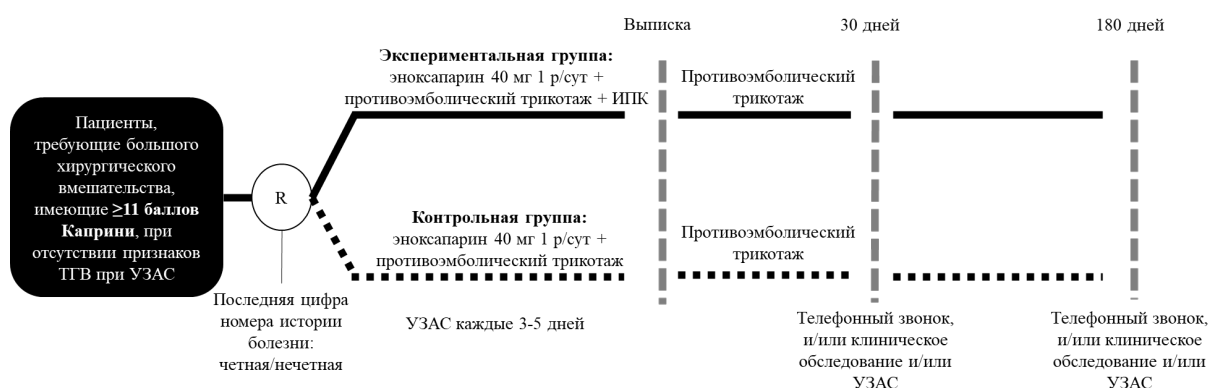 Выписка
30 дней
180 дней
Экспериментальная группа:
эноксапарин 40 мг 1 р/сут +
противоэмболический трикотаж + ИПК
Противоэмболический
трикотаж
Пациенты,
требующие большого
хирургического
вмешательства,
имеющие ≥11 баллов
Каприни, при
отсутствии признаков
ТГВ при УЗАС
R
Контрольная группа:
эноксапарин 40 мг 1 р/сут +
противоэмболический трикотаж
Противоэмболический
трикотаж
Последняя цифра
номера истории
болезни:
четная/нечетная
УЗАС каждые 3-5 дней
Телефонный звонок,
и/или клиническое
обследование и/или
УЗАС
Телефонный звонок,
и/или клиническое
обследование и/или
УЗАС